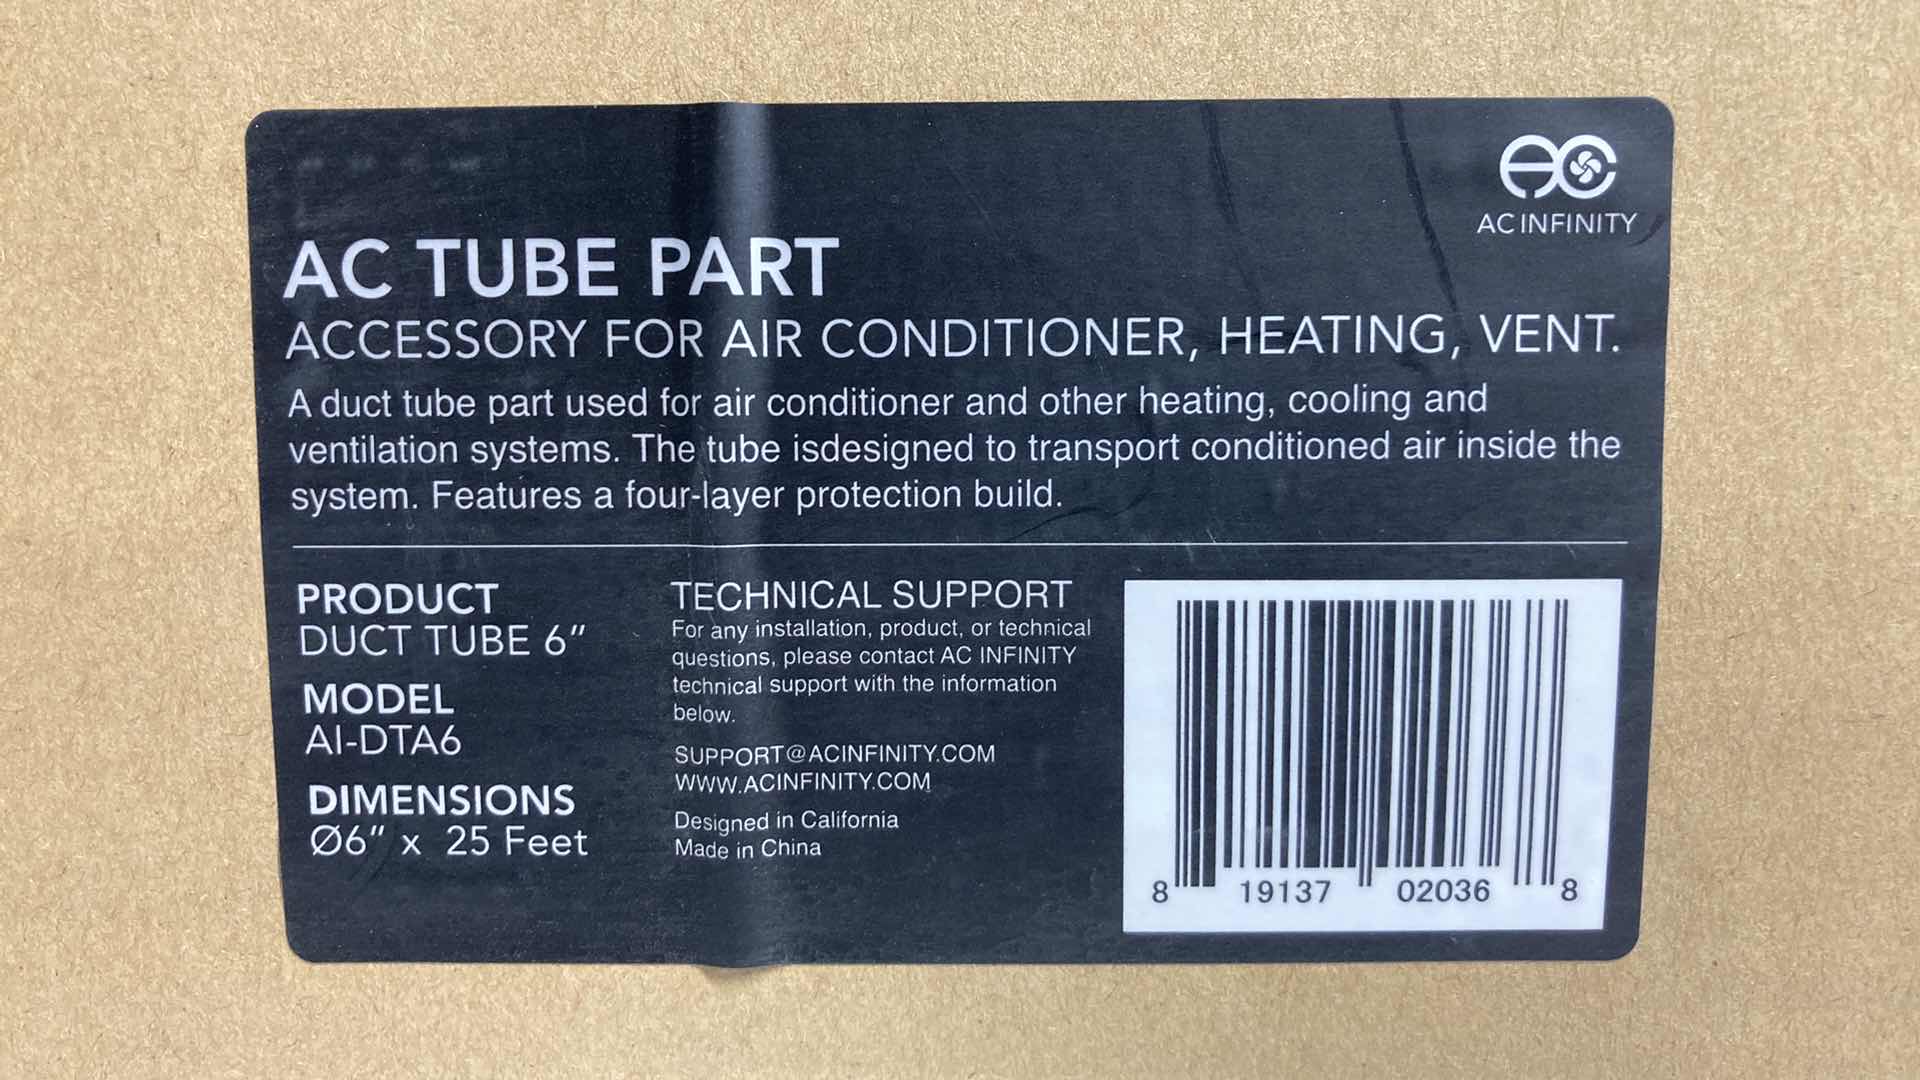 AC INFINITY
AC TUBE PART
ACCESSORY FOR AIR CONDITIONER, HEATING, VENT.
A duct tube part used for air conditioner and other heating, cooling and
ventilation systems. The tube isdesigned to transport conditioned air inside the
system. Features a four-layer protection build.
PRODUCT
DUCT TUBE 6”
MODEL
AI-DTA6
DIMENSIONS
Ø6” x 25 Feet
TECHNICAL SUPPORT
For any installation, product, or technical
questions, please contact AC INFINITY
technical support with the information
below.
SUPPORT@ACINFINITY.COM
WWW.ACINFINITY.COM
Designed in California
Made in China
8 19137 02036 8